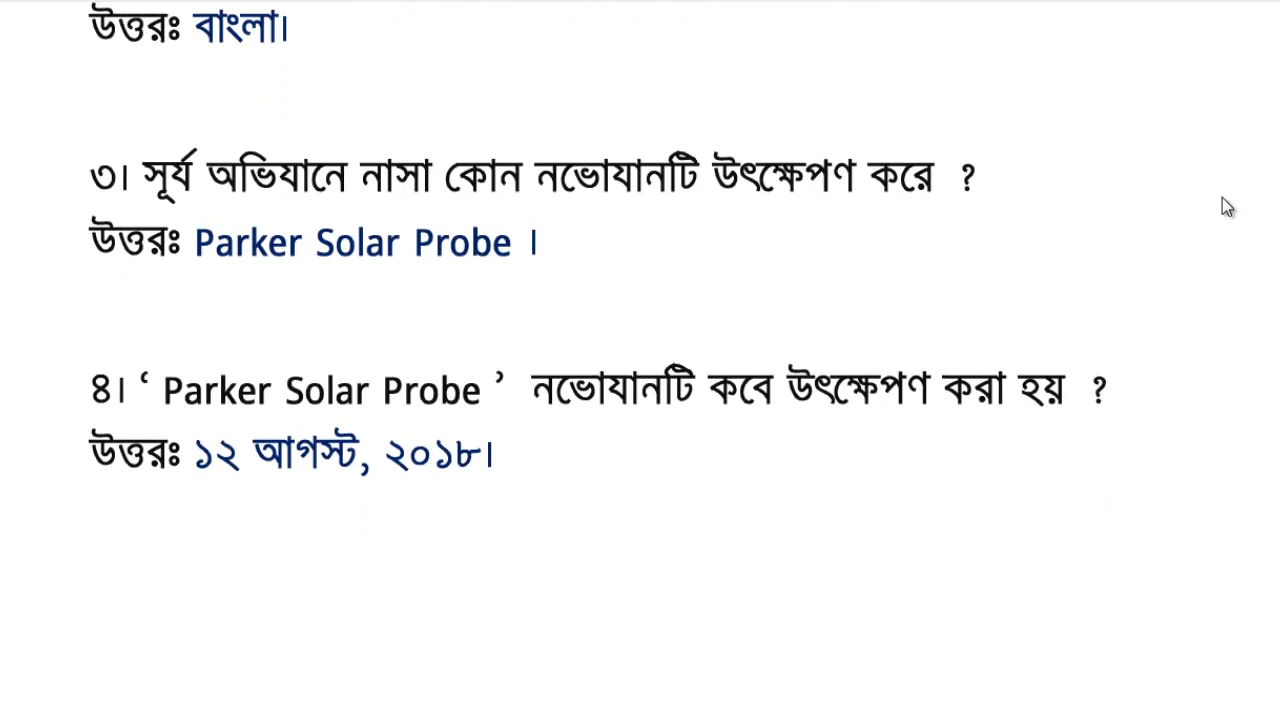 উত্তরঃ বাংলা।
৩। সূর্য অভিযানে নাসা কোন নভোযানটি উৎক্ষেপণ করে ?
উত্তরঃ Parker Solar Probe ।
৪। ‘ Parker Solar Probe ’ নভোযানটি কবে উৎক্ষেপণ করা হয় ?
উত্তরঃ ১২ আগস্ট, ২০১৮।